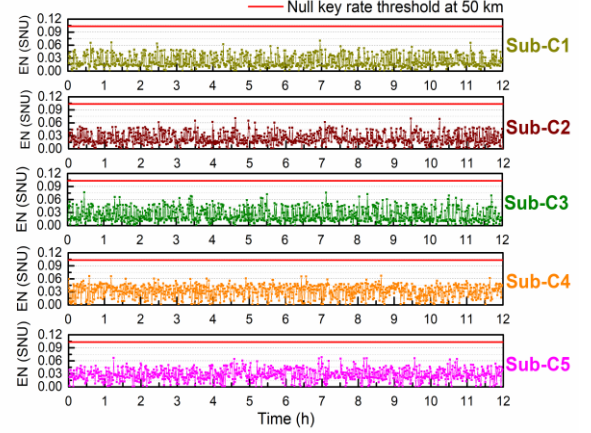 Null key rate threshold at 50 km
EN (SNU)
0.12
0.09
0.06
0.03
0.00
Sub-C1
0 1 2 3 4 5 6 7 8 9 10 11 12
EN (SNU)
0.12
0.09
0.06
0.03
0.00
Sub-C2
0 1 2 3 4 5 6 7 8 9 10 11 12
EN (SNU)
0.12
0.09
0.06
0.03
0.00
Sub-C3
0 1 2 3 4 5 6 7 8 9 10 11 12
EN (SNU)
0.12
0.09
0.06
0.03
0.00
Sub-C4
0 1 2 3 4 5 6 7 8 9 10 11 12
EN (SNU)
0.12
0.09
0.06
0.03
0.00
Sub-C5
0 1 2 3 4 5 6 7 8 9 10 11 12
Time (h)